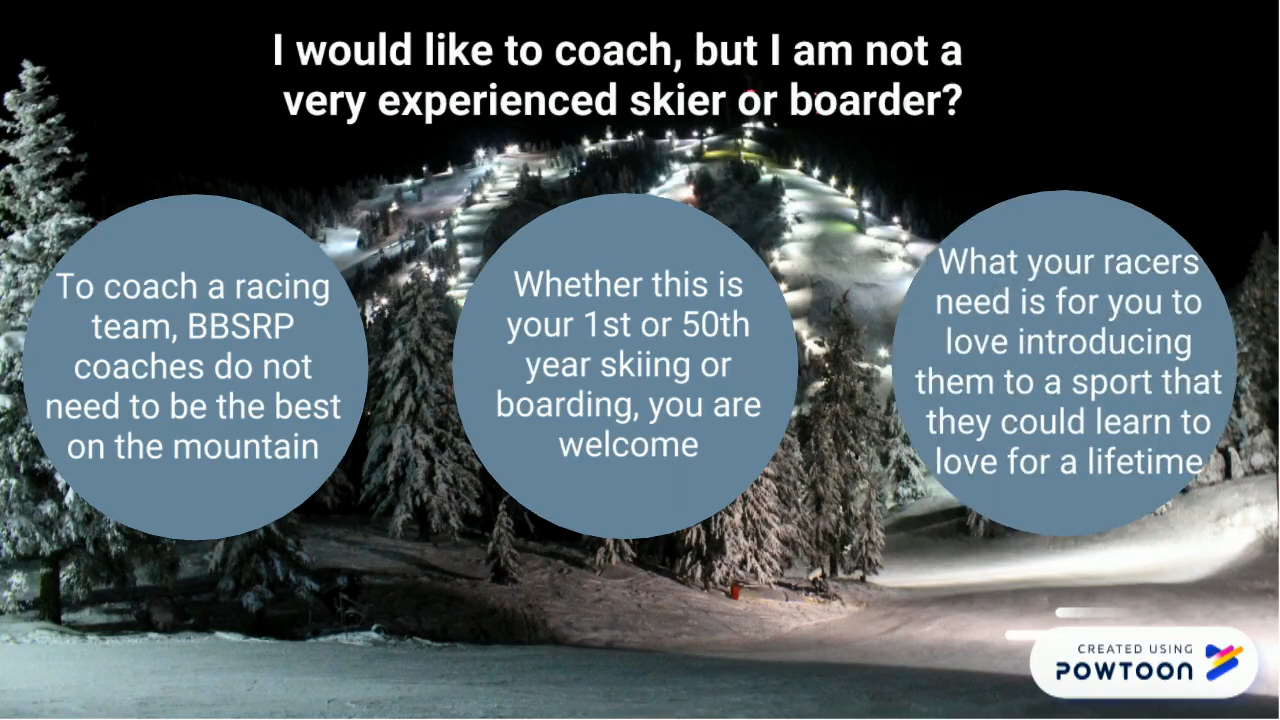 I would like to coach, but I am not a
very experienced skier or boarder?
To coach a racing
team, BBSRP
coaches do not
need to be the best
on the mountain
Whether this is
your 1st or 50th
year skiing or
boarding, you are
welcome
What your racers
need is for you to
love introducing
them to a sport that
they could learn to
love for a lifetime
CREATED USING
POWTOON